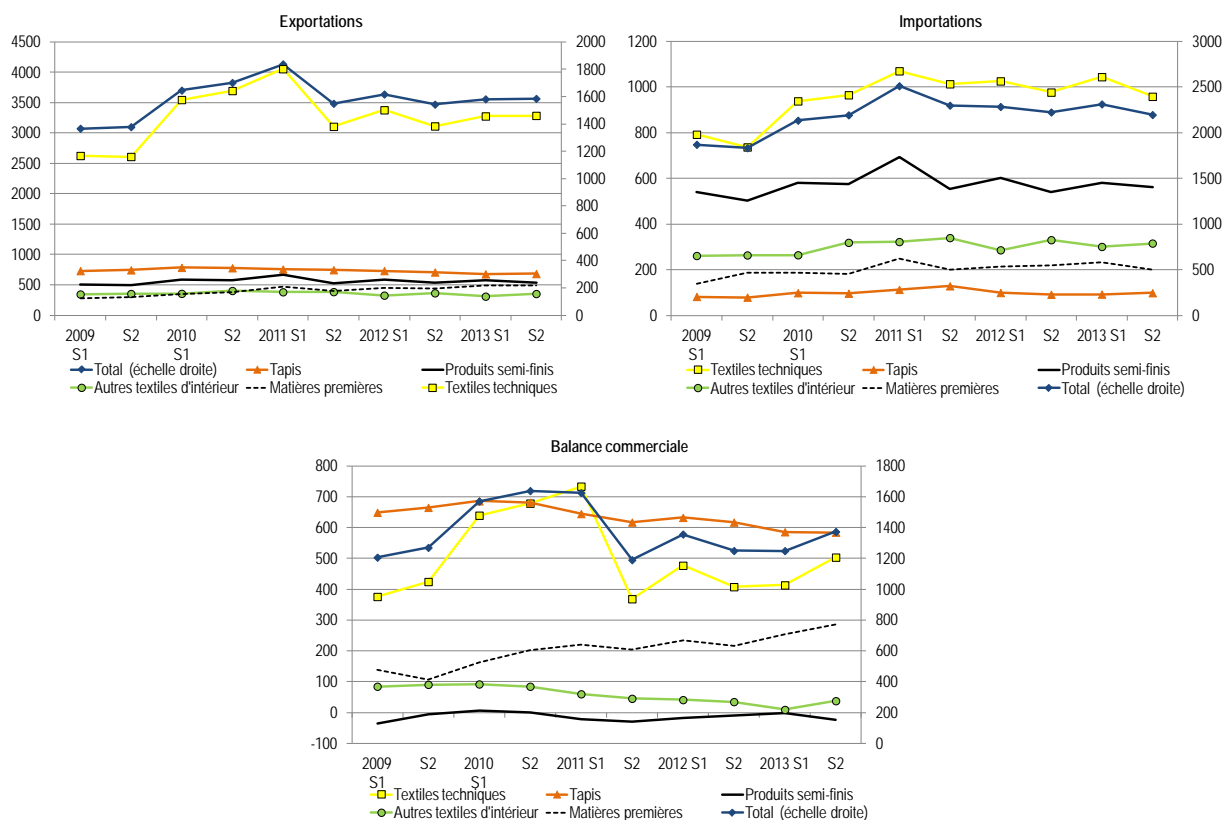 Exportations
4500 2000
4000 1800
3500 1600
3000 1400
2500 1200
2000 1000
1500 800
1000 600
500 400
0 200
0
2009 S1 S2 2010 S1 S2 2011 S1 S2 2012 S1 S2 2013 S1 S2
Total (échelle droite) Tapis Produits semi-finis
Autres textiles d'intérieur Matières premières Textiles techniques
Importations
1200 3000
1000 2500
800 2000
600 1500
400 1000
200 500
0 0
2009 S1 S2 2010 S1 S2 2011 S1 S2 2012 S1 S2 2013 S1 S2
Textiles techniques Tapis Produits semi-finis
Autres textiles d'intérieur Matières premières Total (échelle droite)
Balance commerciale
800 1800
700 1600
600 1400
500 1200
400 1000
300 800
200 600
100 400
0 200
-100 0
2009 S1 S2 2010 S1 S2 2011 S1 S2 2012 S1 S2 2013 S1 S2
Textiles techniques Tapis Produits semi-finis
Autres textiles d'intérieur Matières premières Total (échelle droite)